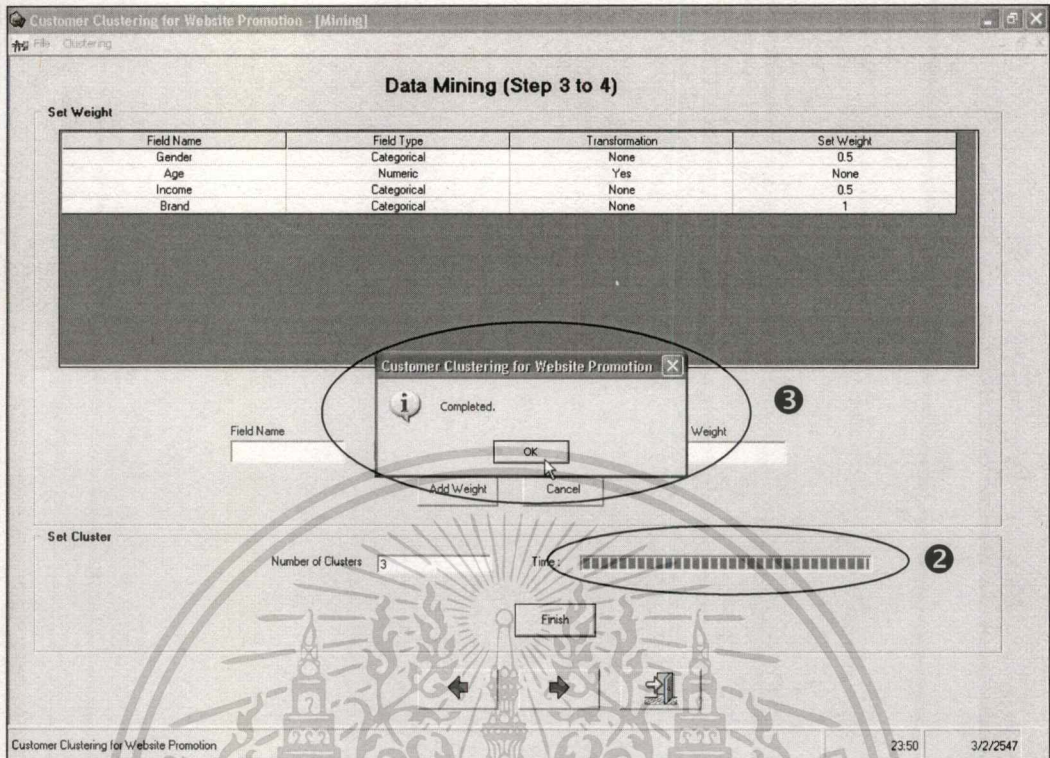 Customer Clustering for Website Promotion - [Mining]
File Clustering
Data Mining (Step 3 to 4)
Set Weight
Field Name Field Type Transformation Set Weight
Gender Categorical None 0.5
Age Numeric Yes None
Income Categorical None 0.5
Brand Categorical None 1
Customer Clustering for Website Promotion
Completed.
OK
3
Field Name
Weight
Add Weight Cancel
Set Cluster
Number of Clusters 3 Time : 2
Finish
Customer Clustering for Website Promotion 23:50 3/2/2547